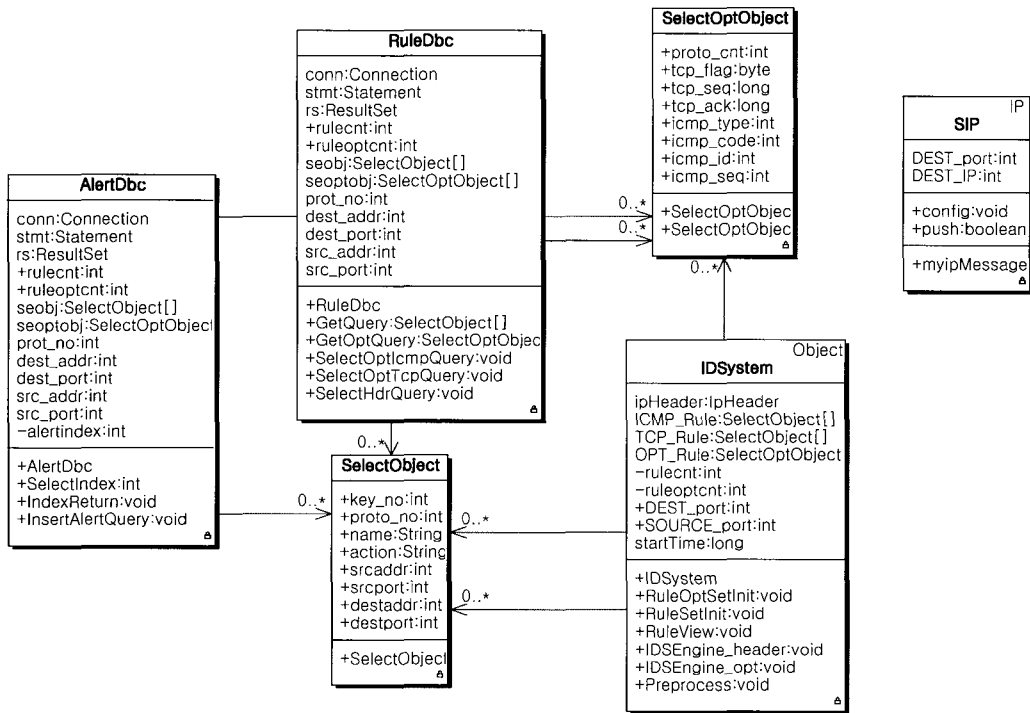 RuleDbc
conn:Connection
stmt:Statement
rs:ResultSet
+rulecnt:int
+ruleoptcnt:int
seobj:SelectObject[]
seoptobj:SelectOptObject[]
prot_no:int
dest_addr:int
dest_port:int
src_addr:int
src_port:int
+RuleDbc
+GetQuery:SelectObject[]
+GetOptQuery:SelectOptObjec
+SelectOptIcmpQuery:void
+SelectOptTcpQuery:void
+SelectHdrQuery:void
SelectOptObject
+proto_cnt:int
+tcp_flag:byte
+tcp_seq:long
+tcp_ack:long
+icmp_type:int
+icmp_code:int
+icmp_id:int
+icmp_seq:int
+SelectOptObjec
+SelectOptObjec
IP
SIP
DEST_port:int
DEST_IP:int
+config:void
+push:boolean
+myipMessage
AlertDbc
conn:Connection
stmt:Statement
rs:ResultSet
+rulecnt:int
+ruleoptcnt:int
seobj:SelectObject[]
seoptobj:SelectOptObject
prot_no:int
dest_addr:int
dest_port:int
src_addr:int
src_port:int
-alertindex:int
+AlertDbc
+SelectIndex:int
+IndexReturn:void
+InsertAlertQuery:void
0..*
0..*
0..*
0..*
0..*
SelectObject
+key_no:int
+proto_no:int
+name:String
+action:String
+srcaddr:int
+srcport:int
+destaddr:int
+destport:int
+SelectObject
0..*
0..*
Object
IDSystem
ipHeader:IpHeader
ICMP_Rule:SelectObject[]
TCP_Rule:SelectObject[]
OPT_Rule:SelectOptObject
-rulecnt:int
-ruleoptcnt:int
+DEST_port:int
+SOURCE_port:int
startTime:long
+IDSystem
+RuleOptSetInit:void
+RuleSetInit:void
+RuleView:void
+IDSEngine_header:void
+IDSEngine_opt:void
+Preprocess:void